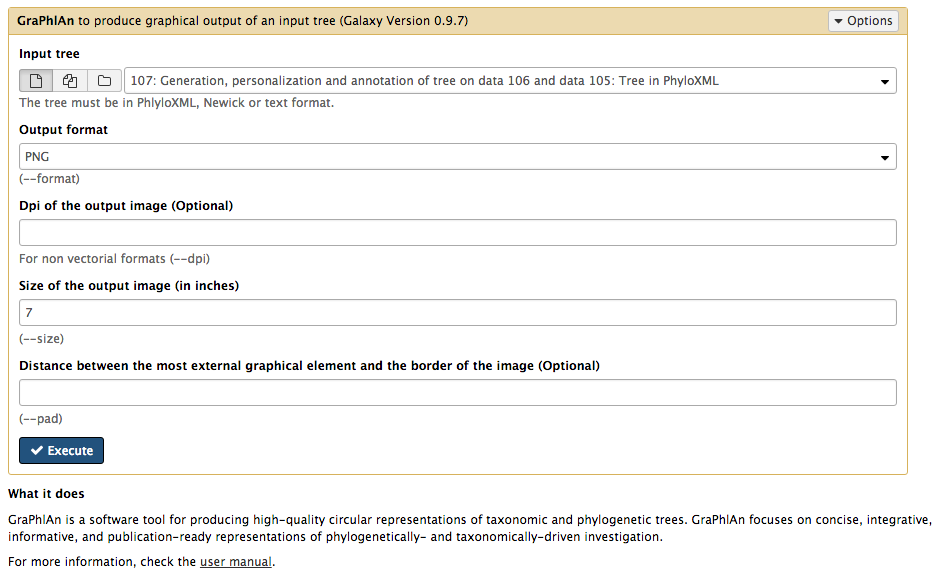 GraPhlAn to produce graphical output of an input tree (Galaxy Version 0.9.7)
Options
Input tree
107: Generation, personalization and annotation of tree on data 106 and data 105: Tree in PhyloXML
The tree must be in PhlyloXML, Newick or text format.
Output format
PNG
(--format)
Dpi of the output image (Optional)
For non vectorial formats (--dpi)
Size of the output image (in inches)
7
(--size)
Distance between the most external graphical element and the border of the image (Optional)
(--pad)
Execute
What it does
GraPhlAn is a software tool for producing high-quality circular representations of taxonomic and phylogenetic trees. GraPhlAn focuses on concise, integrative,
informative, and publication-ready representations of phylogenetically- and taxonomically-driven investigation.
For more information, check the user manual.